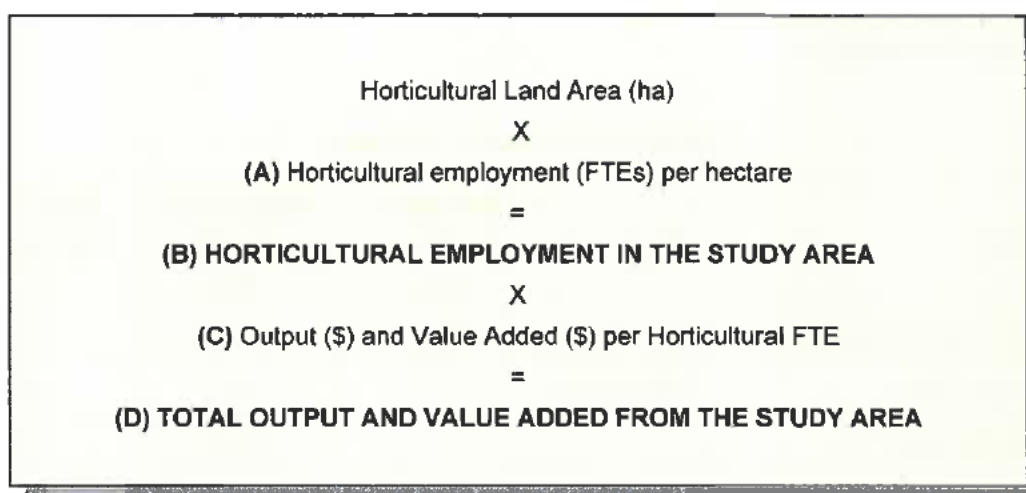 Horticultural Land Area (ha)
X
(A) Horticultural employment (FTEs) per hectare
=
(B) HORTICULTURAL EMPLOYMENT IN THE STUDY AREA
X
(C) Output ($) and Value Added ($) per Horticultural FTE
=
(D) TOTAL OUTPUT AND VALUE ADDED FROM THE STUDY AREA